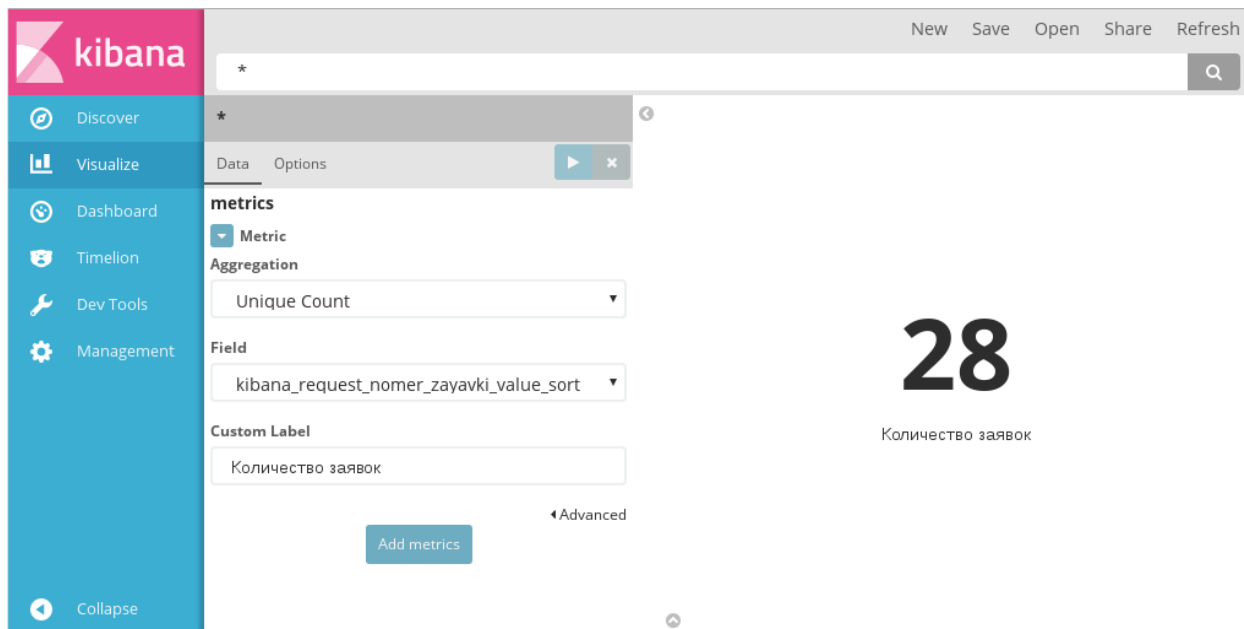 kibana
New Save Open Share Refresh
*
Discover
Visualize
Dashboard
Timelion
Dev Tools
Management
Collapse
*
Data Options
metrics
Metric
Aggregation
Unique Count
Field
kibana_request_nomer_zayavki_value_sort
Custom Label
Количество заявок
Advanced
Add metrics
28
Количество заявок